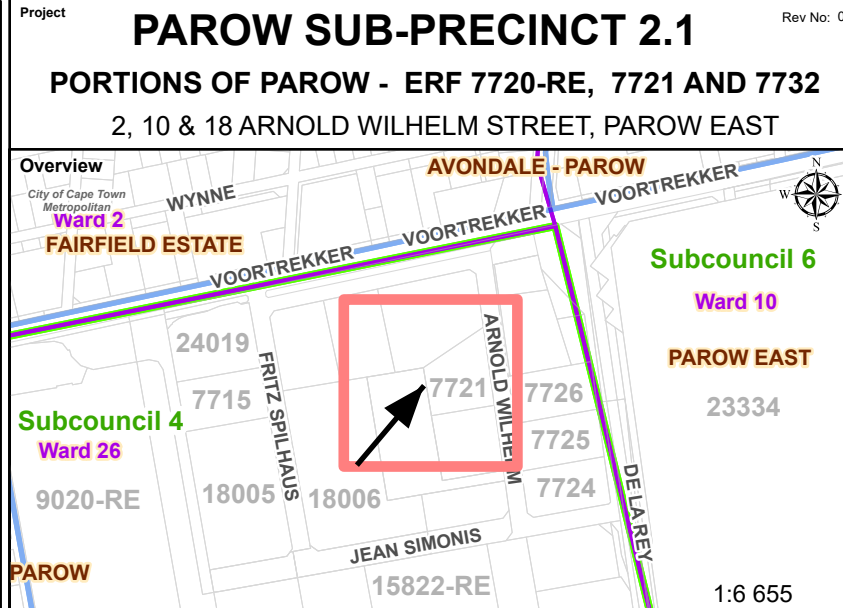 Project
Rev No: 0
PAROW SUB-PRECINCT 2.1
PORTIONS OF PAROW - ERF 7720-RE, 7721 AND 7732
2, 10 & 18 ARNOLD WILHELM STREET, PAROW EAST
Overview
AVONDALE - PAROW
City of Cape Town
Metropolitan
Ward 2
WYNNE
FAIRFIELD ESTATE
VOORTREKKER
VOORTREKKER
VOORTREKKER
N
W
S
Subcouncil 6
Ward 10
PAROW EAST
23334
24019
7715
FRITZ SPILHAUS
ARNOLD WILHELM
7721
7726
7725
7724
Subcouncil 4
Ward 26
9020-RE
18005
18006
DE LA REY
JEAN SIMONIS
PAROW
15822-RE
1:6 655